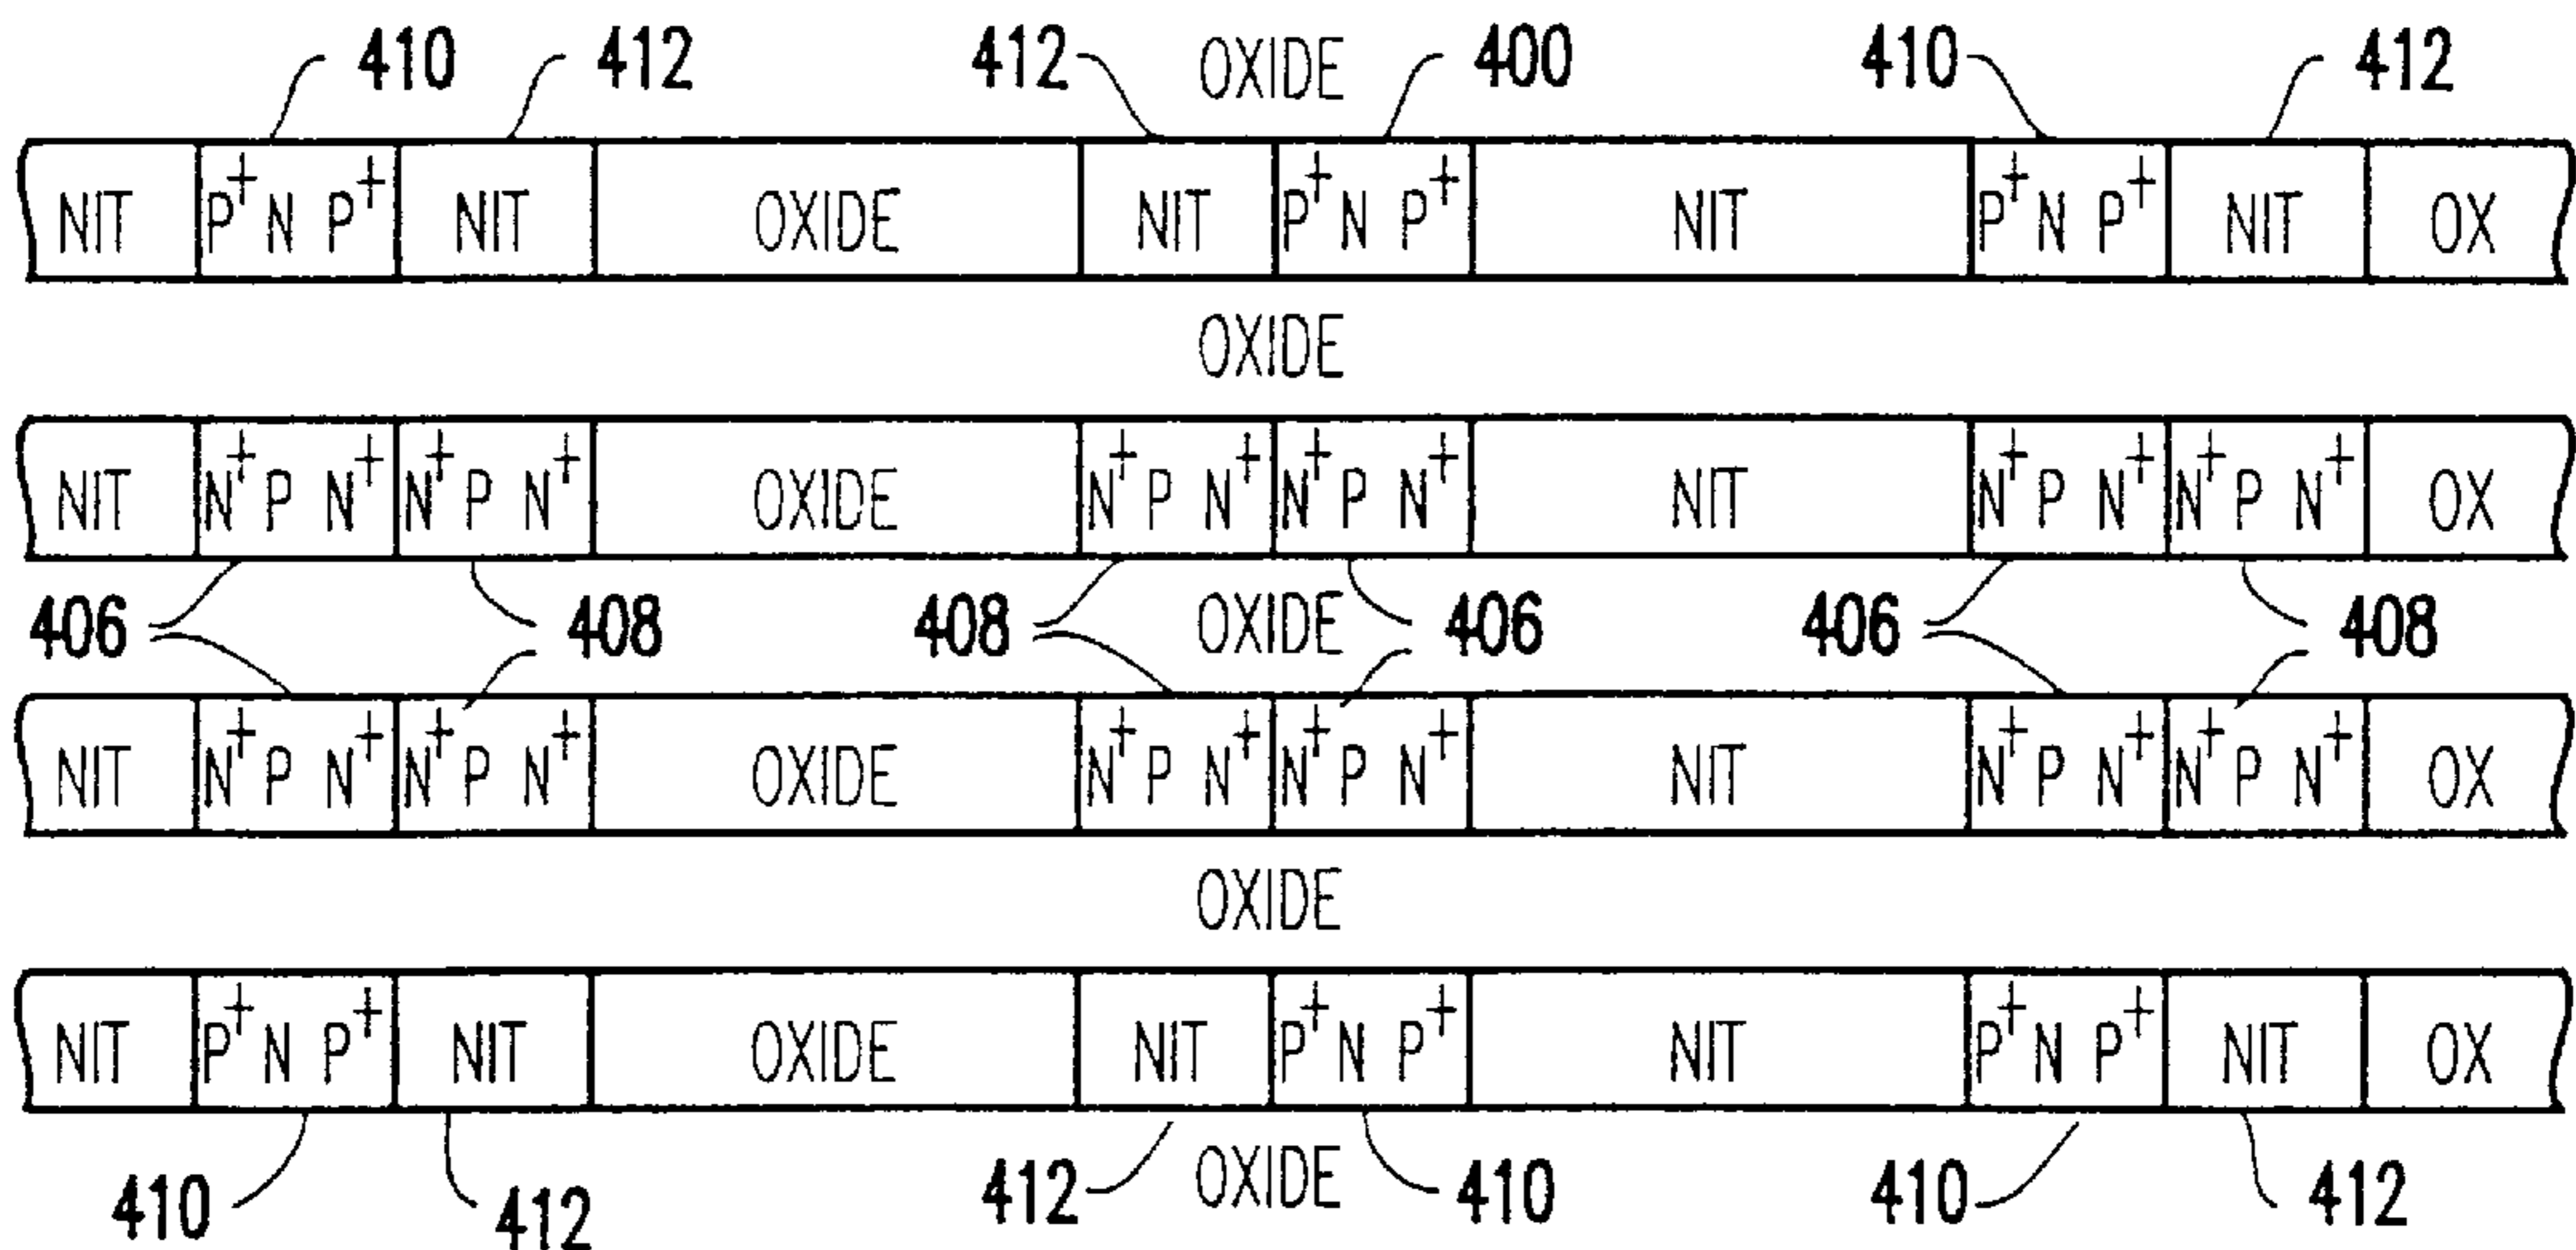 410 412 412 OXIDE 400 410 412
NIT P+ N P+ NIT OXIDE NIT P+ N P+ NIT P+ N P+ NIT OX
OXIDE
NIT N+ P N+ N+ P N+ OXIDE N+ P N+ N+ P N+ NIT N+ P N+ N+ P N+ OX
406 408 408 OXIDE 406 406 408
NIT N+ P N+ N+ P N+ OXIDE N+ P N+ N+ P N+ NIT N+ P N+ N+ P N+ OX
OXIDE
NIT P+ N P+ NIT OXIDE NIT P+ N P+ NIT P+ N P+ NIT OX
410 412 412 OXIDE 410 410 412